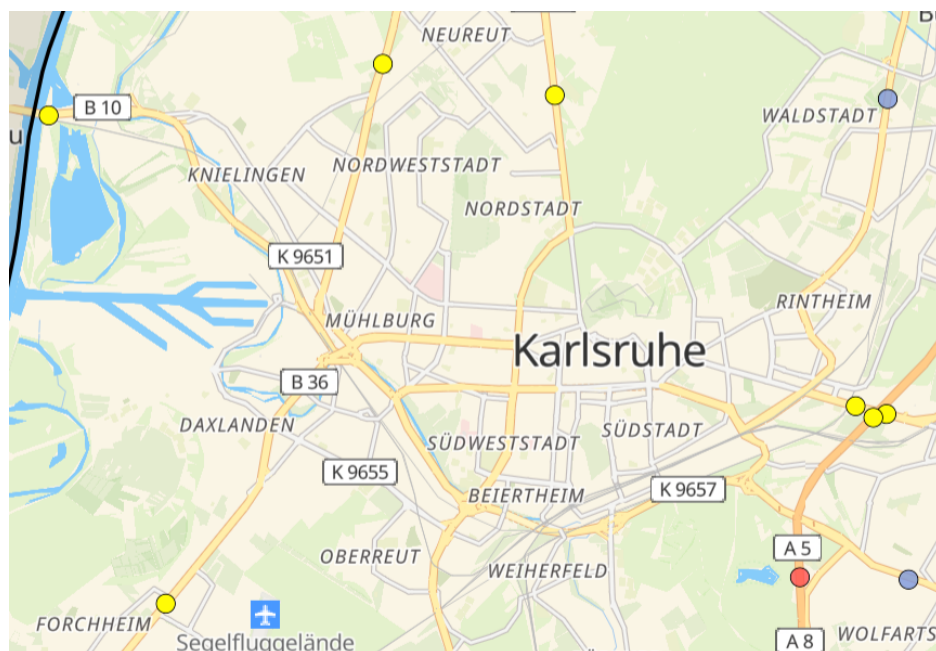 NEUREUT
B 10
WALDSTADT
u
KNIELINGEN
NORDWESTSTADT
NORDSTADT
K 9651
RINTHEIM
MÜHLBURG
Karlsruhe
B 36
DAXLANDEN
SÜDWESTSTADT
SÜDSTADT
K 9655
BEIERTHEIM
K 9657
OBERREUT
WEIHERFELD
A 5
FORCHHEIM
Segelfluggelände
A 8
WOLFARTS